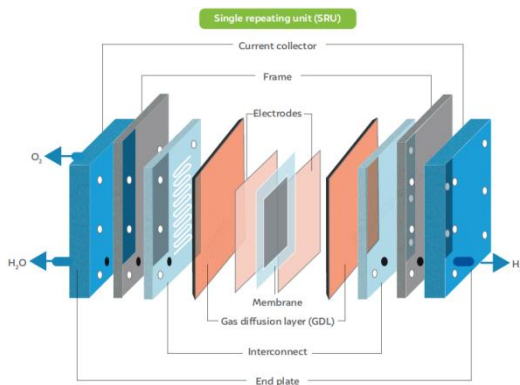 Single repeating unit (SRU)
Current collector
Frame
Electrodes
O₂
H₂O
H
Membrane
Gas diffusion layer (GDL)
Interconnect
End plate